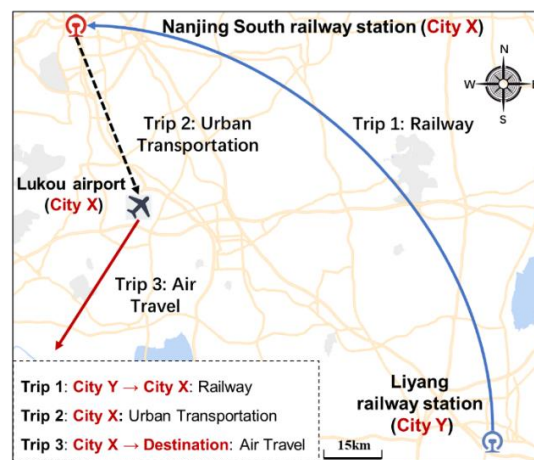 Nanjing South railway station (City X)
N
W
E
S
Trip 2: Urban
Transportation
Trip 1: Railway
Lukou airport
(City X)
Trip 3: Air
Travel
Liyang
railway station
(City Y)
Trip 1: City Y → City X: Railway
Trip 2: City X: Urban Transportation
Trip 3: City X → Destination: Air Travel
15km